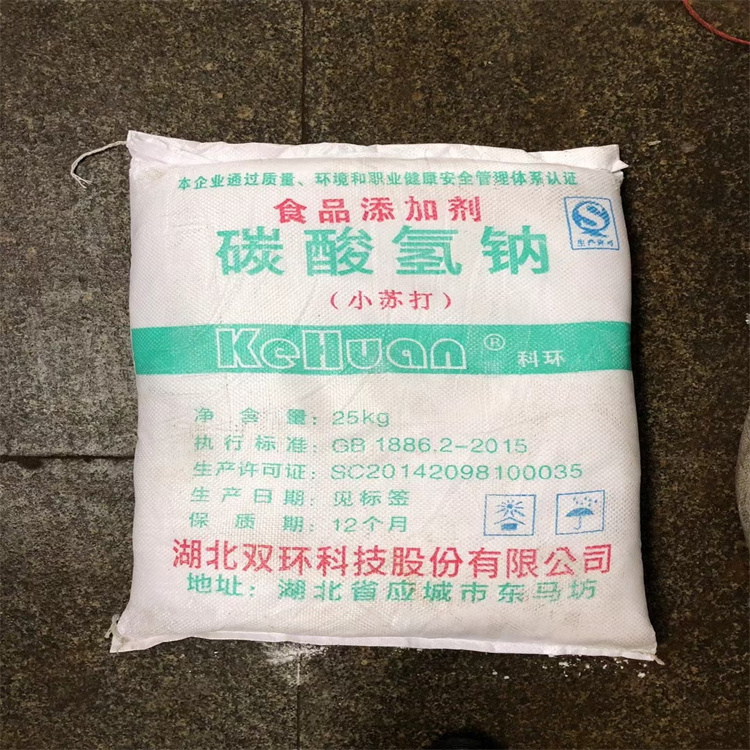 本企业通过质量、环境和职业健康安全管理体系认证
食品添加剂
碳酸氢钠
(小苏打)
生产许可
KeHuan ® 科环
净含量: 25kg
执行标准: GB 1886.2-2015
生产许可证: SC20142098100035
生产日期: 见标签
保质期: 12个月
湖北双环科技股份有限公司
地址: 湖北省应城市东马坊